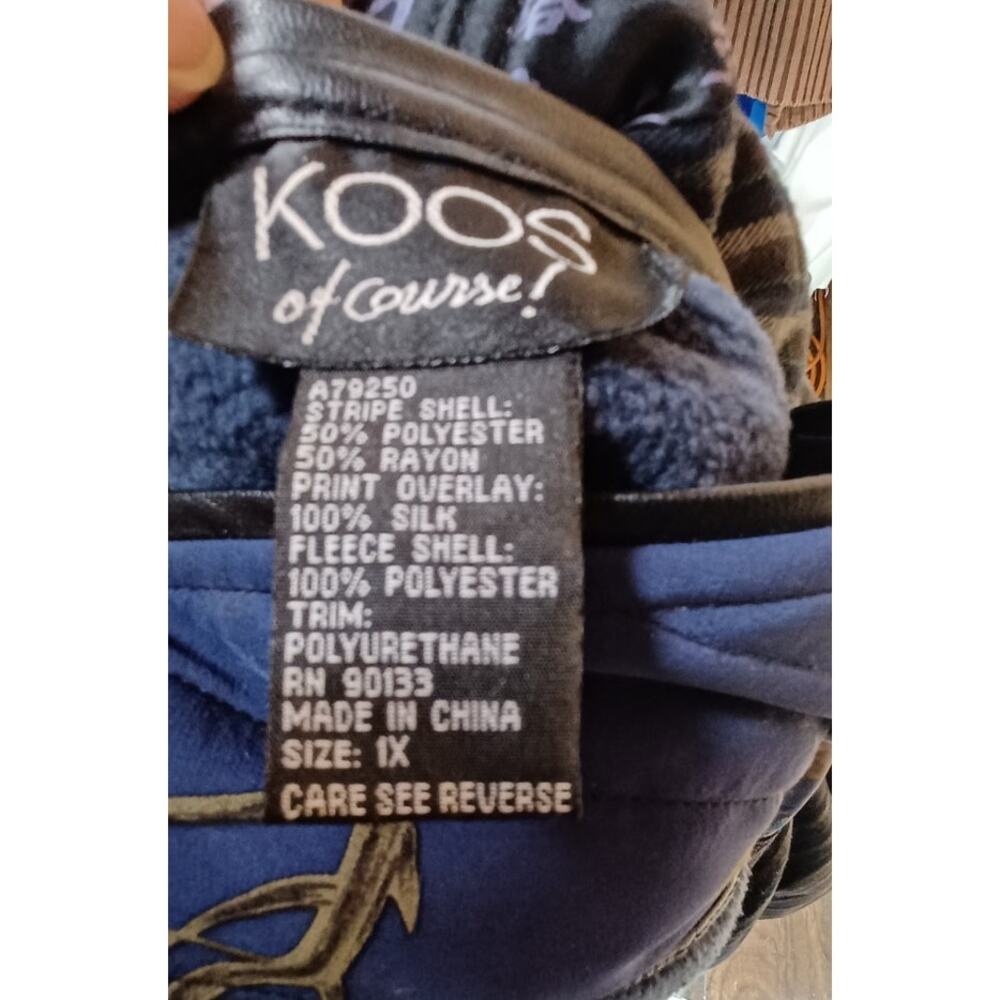 KOOS
of course!
A79250
STRIPE SHELL:
50% POLYESTER
50% RAYON
PRINT OVERLAY:
100% SILK
FLEECE SHELL:
100% POLYESTER
TRIM:
POLYURETHANE
RN 90133
MADE IN CHINA
SIZE: 1X
CARE SEE REVERSE